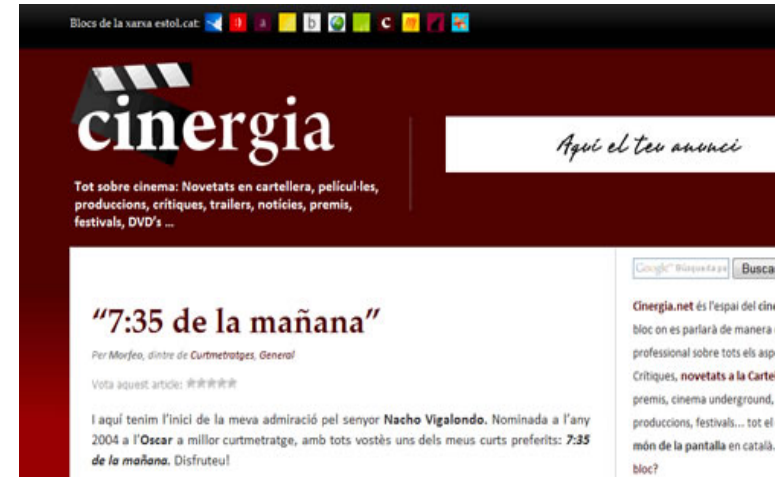 Blocs de la xarxa estol.cat:
b
c
m
cinergia
Aquí el teu anunci
Tot sobre cinema: Novetats en cartellera, pel·lícules,
produccions, crítiques, trailers, notícies, premis,
festivals, DVD's ...
Google™ Búsqueda pe
Busca
"7:35 de la mañana"
Per Morfeo, dintre de Curtmetratges, General
Vota aquest article:
I aquí tenim l'inici de la meva admiració pel senyor Nacho Vigalondo. Nominada a l'any
2004 a l'Oscar a millor curtmetratge, amb tots vostès uns dels meus curts preferits: 7:35
de la mañana. Disfruteu!
Cinergia.net és l'espai del cine
bloc on es parlarà de manera
professional sobre tots els asp
Crítiques, novetats a la Carte
premis, cinema underground,
produccions, festivals... tot el
món de la pantalla en català.
bloc?